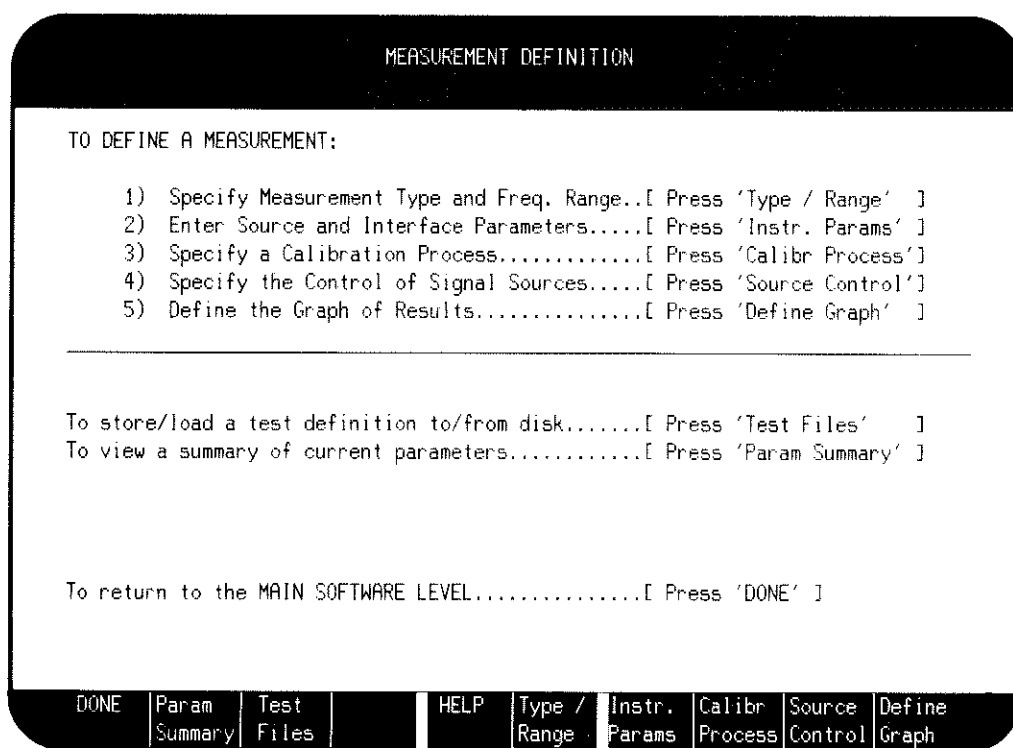 MEASUREMENT DEFINITION
TO DEFINE A MEASUREMENT:
1) Specify Measurement Type and Freq. Range..[ Press 'Type / Range' ]
2) Enter Source and Interface Parameters.....[ Press 'Instr. Params' ]
3) Specify a Calibration Process.............[ Press 'Calibr Process']
4) Specify the Control of Signal Sources.....[ Press 'Source Control']
5) Define the Graph of Results...............[ Press 'Define Graph' ]
To store/load a test definition to/from disk.......[ Press 'Test Files' ]
To view a summary of current parameters............[ Press 'Param Summary' ]
To return to the MAIN SOFTWARE LEVEL...............[ Press 'DONE' ]
DONE Param Test HELP Type / Instr. Calibr Source Define
Summary Files Range Params Process Control Graph